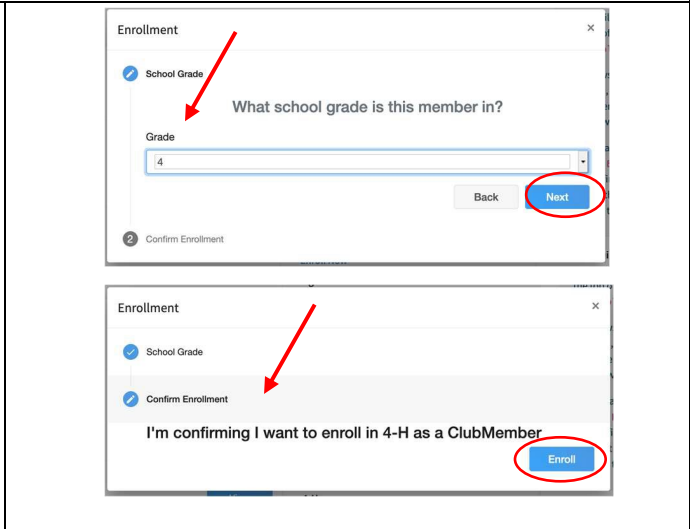 Enrollment
×
School Grade
What school grade is this member in?
Grade
4
Back
Next
2
Confirm Enrollment
Enrollment
×
School Grade
Confirm Enrollment
I'm confirming I want to enroll in 4-H as a ClubMember
Enroll